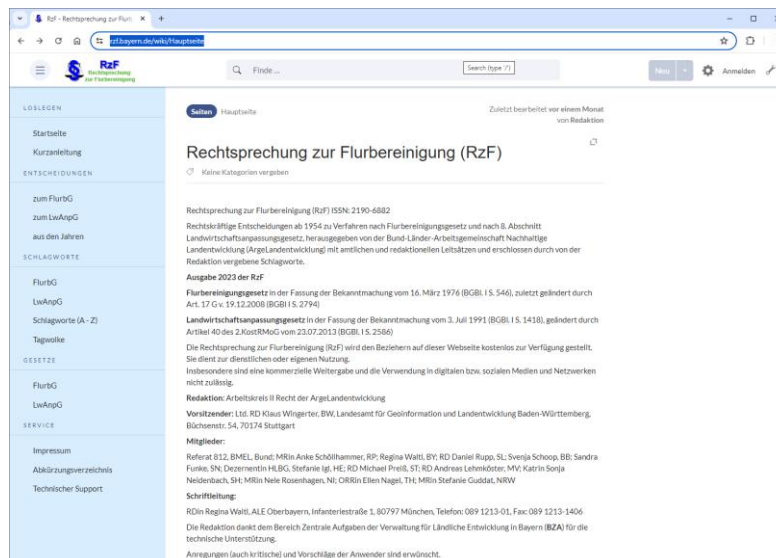 RzF - Rechtsprechung zur Flurb
rzf.bayern.de/wiki/Hauptseite
RzF
Rechtsprechung
zur Flurbereinigung
Finde ...
Search (type '/')
Neu
Anmelden
LOSLEGEN
Startseite
Kurzanleitung
ENTSCHEIDUNGEN
zum FlurbG
zum LwAnpG
aus den Jahren
SCHLAGWORTE
FlurbG
LwAnpG
Schlagworte (A - Z)
Tagwolke
GESETZE
FlurbG
LwAnpG
SERVICE
Impressum
Abkürzungsverzeichnis
Technischer Support
Seiten Hauptseite
Zuletzt bearbeitet vor einem Monat
von Redaktion
Rechtsprechung zur Flurbereinigung (RzF)
Keine Kategorien vergeben
Rechtsprechung zur Flurbereinigung (RzF) ISSN: 2190-6882
Rechtskräftige Entscheidungen ab 1954 zu Verfahren nach Flurbereinigungsgesetz und nach 8. Abschnitt
Landwirtschaftsanpassungsgesetz, herausgegeben von der Bund-Länder-Arbeitsgemeinschaft Nachhaltige
Landentwicklung (ArgeLandentwicklung) mit amtlichen und redaktionellen Leitsätzen und erschlossen durch von der
Redaktion vergebene Schlagworte.
Ausgabe 2023 der RzF
Flurbereinigungsgesetz in der Fassung der Bekanntmachung vom 16. März 1976 (BGBl. I S. 546), zuletzt geändert durch
Art. 17 G v. 19.12.2008 (BGBl I S. 2794)
Landwirtschaftsanpassungsgesetz in der Fassung der Bekanntmachung vom 3. Juli 1991 (BGBl. I S. 1418), geändert durch
Artikel 40 des 2.KostRMoG vom 23.07.2013 (BGBl. I S. 2586)
Die Rechtsprechung zur Flurbereinigung (RzF) wird den Beziehern auf dieser Webseite kostenlos zur Verfügung gestellt.
Sie dient zur dienstlichen oder eigenen Nutzung.
Insbesondere sind eine kommerzielle Weitergabe und die Verwendung in digitalen bzw. sozialen Medien und Netzwerken
nicht zulässig.
Redaktion: Arbeitskreis II Recht der ArgeLandentwicklung
Vorsitzender: Ltd. RD Klaus Wingerter, BW, Landesamt für Geoinformation und Landentwicklung Baden-Württemberg,
Büchsenstr. 54, 70174 Stuttgart
Mitglieder:
Referat 812, BMEL, Bund; MRin Anke Schöllhammer, RP; Regina Waitl, BY; RD Daniel Rupp, SL; Svenja Schoop, BB; Sandra
Funke, SN; Dezernentin HLBG, Stefanie Igl, HE; RD Michael Preiß, ST; RD Andreas Lehmköster, MV; Katrin Sonja
Neidenbach, SH; MRin Nele Rosenhagen, NI; ORRin Ellen Nagel, TH; MRin Stefanie Guddat, NRW
Schriftleitung:
RDin Regina Waitl, ALE Oberbayern, Infanteriestraße 1, 80797 München, Telefon: 089 1213-01, Fax: 089 1213-1406
Die Redaktion dankt dem Bereich Zentrale Aufgaben der Verwaltung für Ländliche Entwicklung in Bayern (BZA) für die
technische Unterstützung.
Anregungen (auch kritische) und Vorschläge der Anwender sind erwünscht.